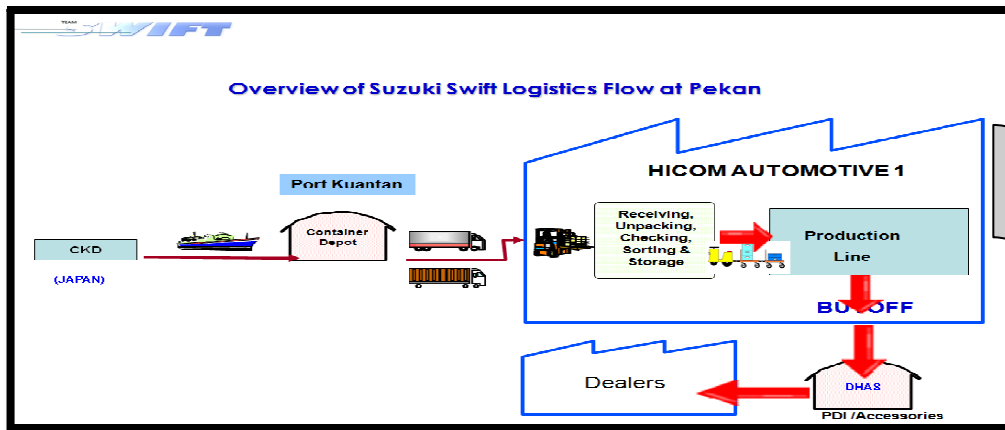 TEAM
SWIFT
Overview of Suzuki Swift Logistics Flow at Pekan
HICOM AUTOMOTIVE 1
Port Kuantan
Container
Depot
Receiving,
Unpacking,
Checking,
Sorting &
Storage
Production
Line
CKD
(JAPAN)
BUYOFF
Dealers
DHAS
PDI /Accessories